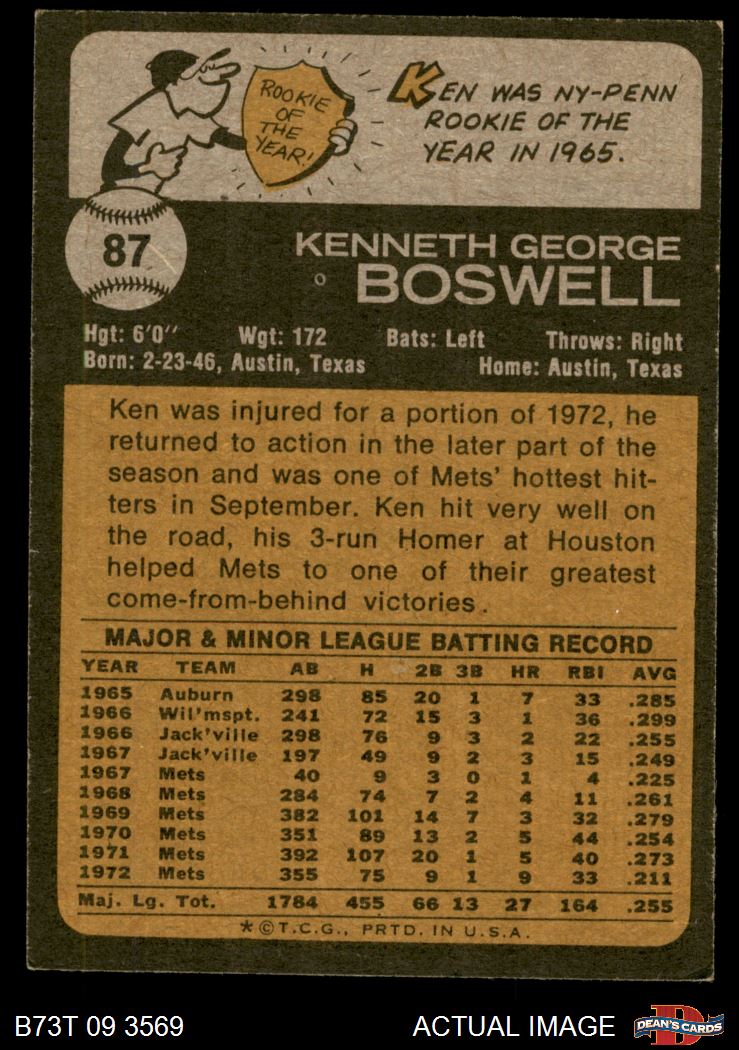 ROOKIE
OF
THE
YEAR!
KEN WAS NY-PENN
ROOKIE OF THE
YEAR IN 1965.
87
KENNETH GEORGE
BOSWELL
Hgt: 6'0" Wgt: 172 Bats: Left Throws: Right
Born: 2-23-46, Austin, Texas Home: Austin, Texas
Ken was injured for a portion of 1972, he
returned to action in the later part of the
season and was one of Mets' hottest hit-
ters in September. Ken hit very well on
the road, his 3-run Homer at Houston
helped Mets to one of their greatest
come-from-behind victories.
MAJOR & MINOR LEAGUE BATTING RECORD
YEAR TEAM AB H 2B 3B HR RBI AVG
1965 Auburn 298 85 20 1 7 33 .285
1966 Wil'mspt. 241 72 15 3 1 36 .299
1966 Jack'ville 298 76 9 3 2 22 .255
1967 Jack'ville 197 49 9 2 3 15 .249
1967 Mets 40 9 3 0 1 4 .225
1968 Mets 284 74 7 2 4 11 .261
1969 Mets 382 101 14 7 3 32 .279
1970 Mets 351 89 13 2 5 44 .254
1971 Mets 392 107 20 1 5 40 .273
1972 Mets 355 75 9 1 9 33 .211
Maj. Lg. Tot. 1784 455 66 13 27 164 .255
*©T.C.G., PRTD. IN U.S.A.
B73T 09 3569 ACTUAL IMAGE
D
DEAN'S CARDS